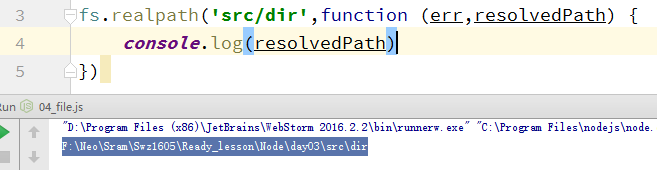 3 fs.realpath('src/dir',function (err,resolvedPath) {
4 console.log(resolvedPath)
5 })
Run 04_file.js
"D:\Program Files (x86)\JetBrains\WebStorm 2016.2.2\bin\runnerw.exe" "C:\Program Files\nodejs\node.
F:\Neo\Sram\Swz1605\Ready_lesson\Node\day03\src\dir